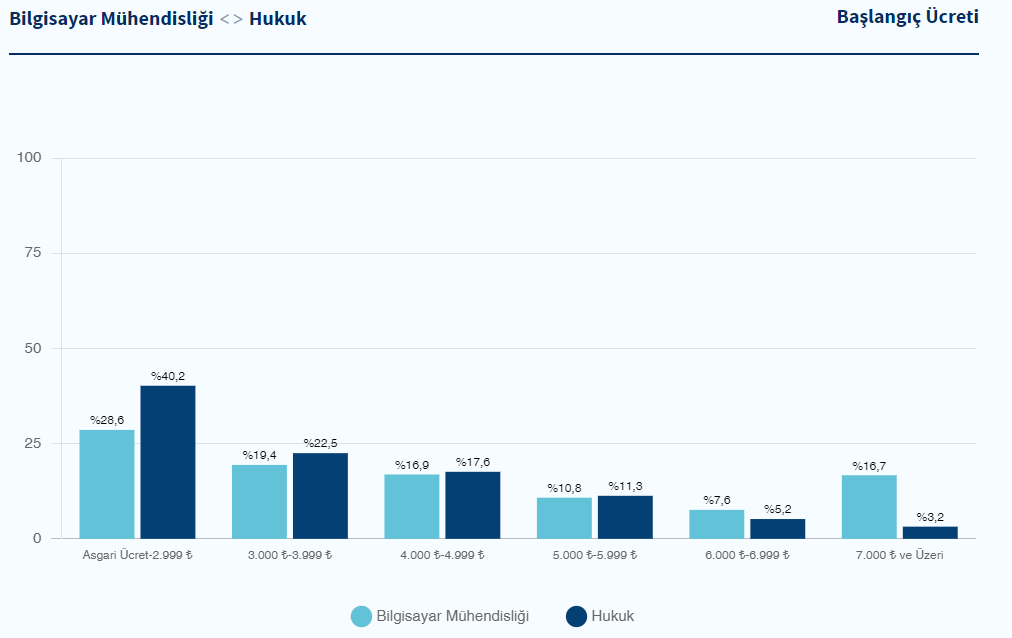 Bilgisayar Mühendisliği <> Hukuk
Başlangıç Ücreti
100
75
50
25
0
%28,6
%40,2
%19,4
%22,5
%16,9
%17,6
%10,8
%11,3
%7,6
%5,2
%16,7
%3,2
Asgari Ücret-2.999 ₺
3.000 ₺-3.999 ₺
4.000 ₺-4.999 ₺
5.000 ₺-5.999 ₺
6.000 ₺-6.999 ₺
7.000 ₺ ve Üzeri
Bilgisayar Mühendisliği
Hukuk